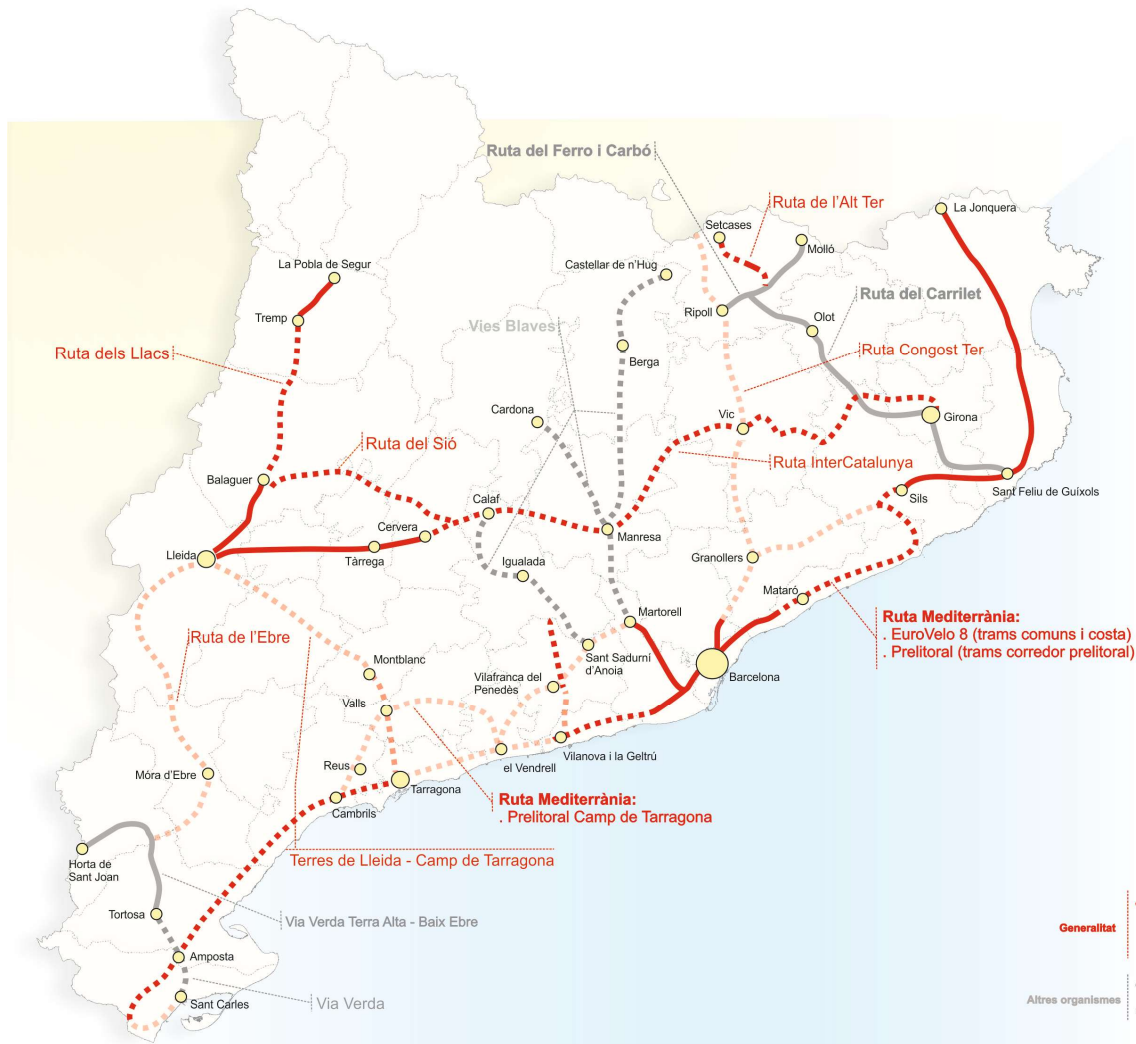 Ruta del Ferro i Carbó
Ruta de l'Alt Ter
La Jonquera
Setcases
Molló
La Pobla de Segur
Castellar de n'Hug
Ruta del Carrilet
Tremp
Ripoll
Olot
Vies Blaves
Ruta dels Llacs
Berga
Ruta Congost Ter
Cardona
Vic
Girona
Ruta del Sió
Ruta InterCatalunya
Balaguer
Calaf
Sils
Sant Feliu de Guíxols
Cervera
Manresa
Lleida
Tàrrega
Igualada
Granollers
Mataró
Martorell
Ruta Mediterrània:
. EuroVelo 8 (trams comuns i costa)
. Prelitoral (trams corredor prelitoral)
Ruta de l'Ebre
Montblanc
Sant Sadurní
d'Anoia
Vilafranca del
Penedès
Barcelona
Valls
Vilanova i la Geltrú
el Vendrell
Reus
Móra d'Ebre
Tarragona
Cambrils
Ruta Mediterrània:
. Prelitoral Camp de Tarragona
Terres de Lleida - Camp de Tarragona
Horta de
Sant Joan
Tortosa
Via Verda Terra Alta - Baix Ebre
Generalitat
Amposta
Sant Carles
Via Verda
Altres organismes